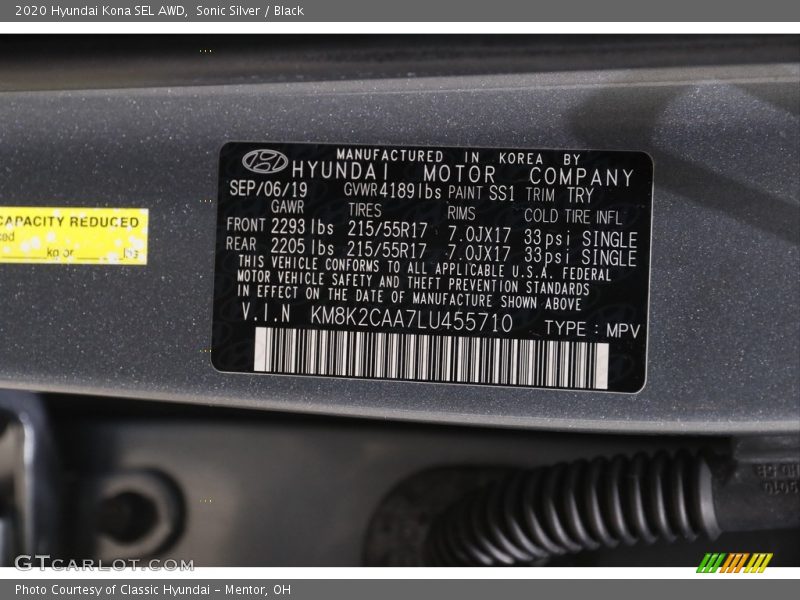 2020 Hyundai Kona SEL AWD, Sonic Silver / Black
MANUFACTURED IN KOREA BY
HYUNDAI MOTOR COMPANY
SEP/06/19 GVWR 4189lbs PAINT SS1 TRIM TRY
GAWR TIRES RIMS COLD TIRE INFL
FRONT 2293 lbs 215/55R17 7.0JX17 33psi SINGLE
REAR 2205 lbs 215/55R17 7.0JX17 33psi SINGLE
THIS VEHICLE CONFORMS TO ALL APPLICABLE U.S.A. FEDERAL
MOTOR VEHICLE SAFETY AND THEFT PREVENTION STANDARDS
IN EFFECT ON THE DATE OF MANUFACTURE SHOWN ABOVE
V.I.N KM8K2CAA7LU455710 TYPE : MPV
CAPACITY REDUCED
kg or lbs
GTCARLOT.COM
Photo Courtesy of Classic Hyundai - Mentor, OH